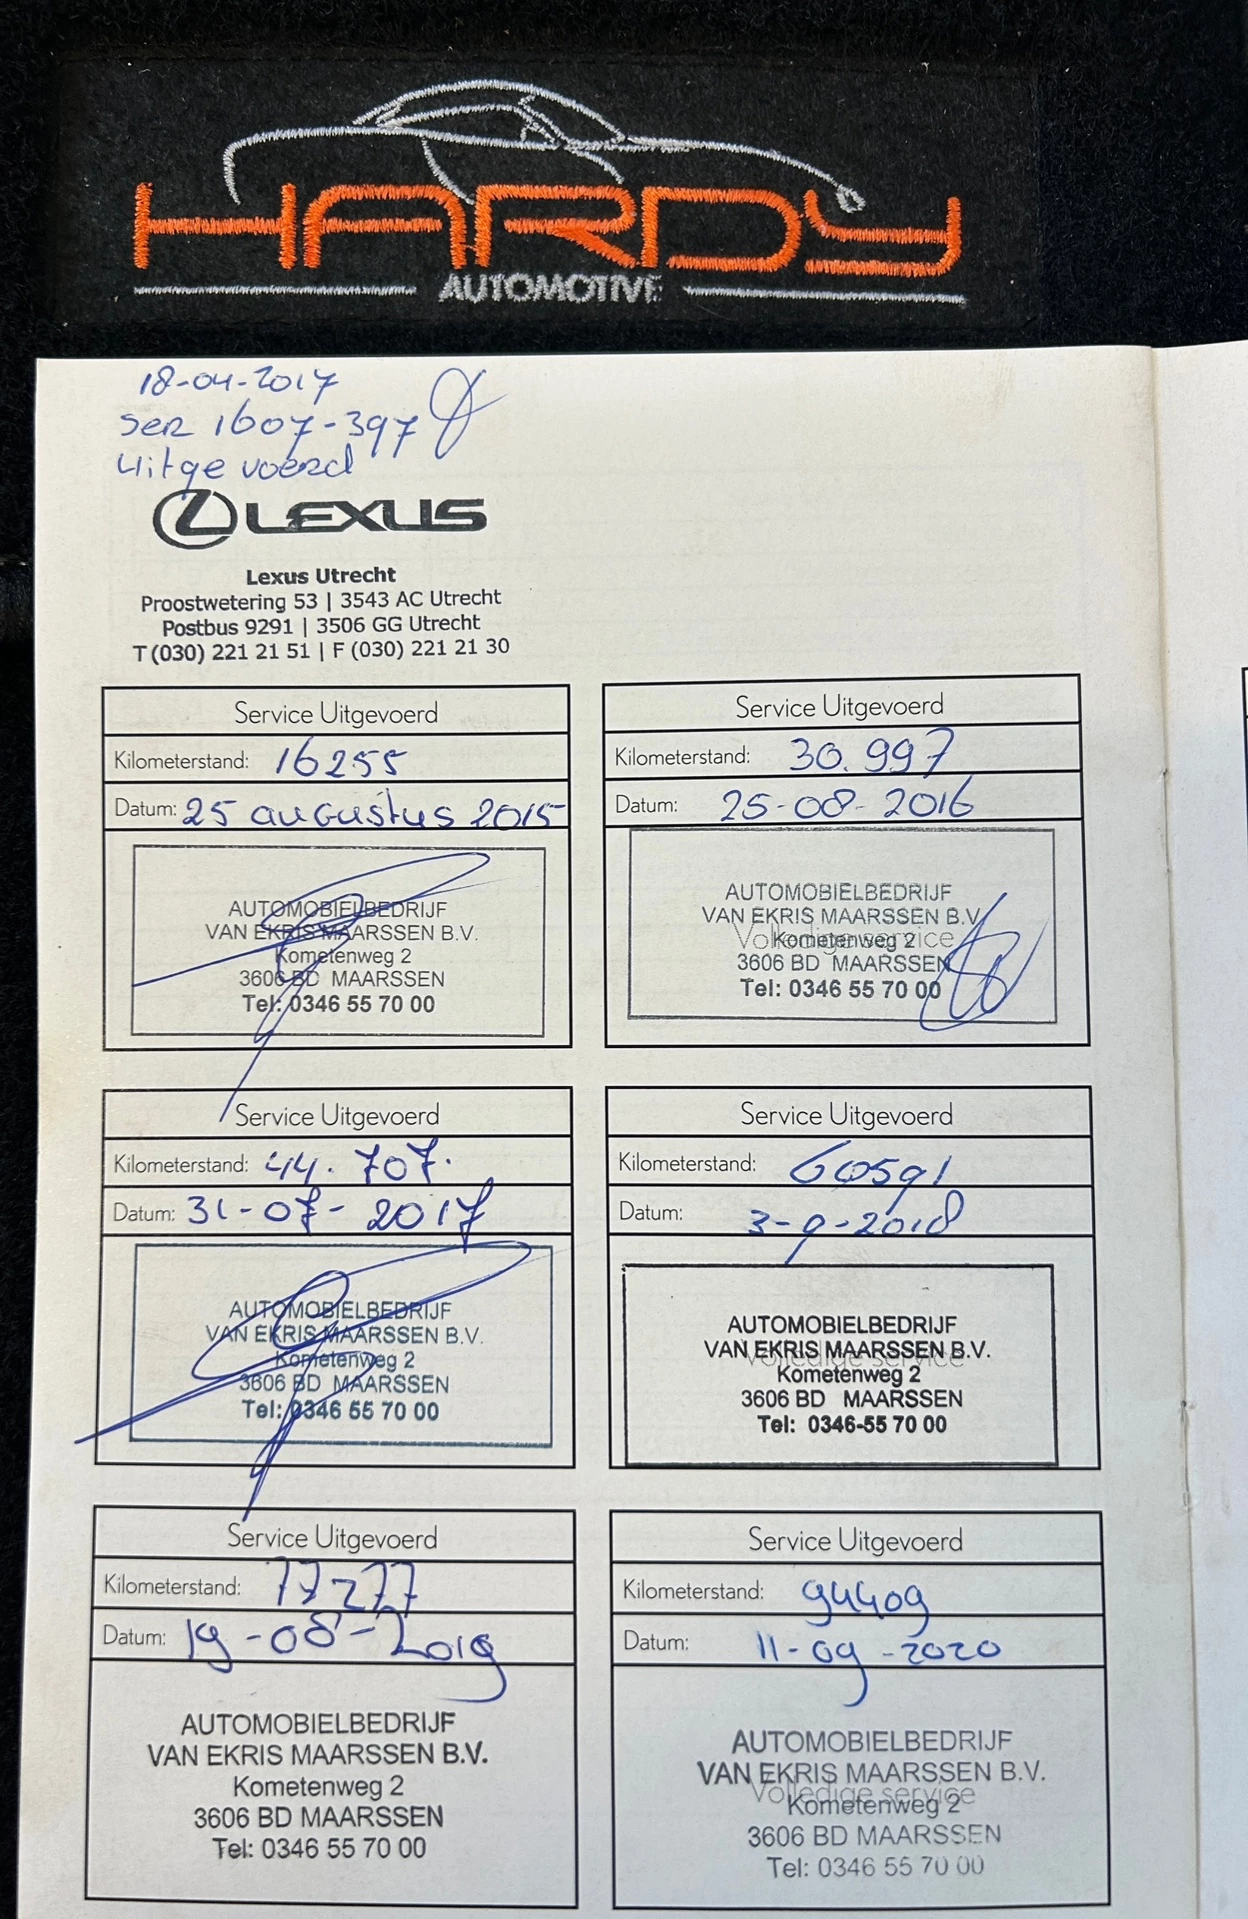 HARDY
AUTOMOTIVE
18-04-2017
SER 1607-397
uitgevoerd
LEXUS
Lexus Utrecht
Proostwetering 53 | 3543 AC Utrecht
Postbus 9291 | 3506 GG Utrecht
T (030) 221 21 51 | F (030) 221 21 30
Service Uitgevoerd
Kilometerstand: 16255
Datum: 25 augustus 2015
AUTOMOBIELBEDRIJF
VAN EKRIS MAARSSEN B.V.
Kometenweg 2
3606 BD MAARSSEN
Tel: 0346 55 70 00
Service Uitgevoerd
Kilometerstand: 30.997
Datum: 25-08-2016
AUTOMOBIELBEDRIJF
VAN EKRIS MAARSSEN B.V.
Volledige service
Kometenweg 2
3606 BD MAARSSEN
Tel: 0346 55 70 00
Service Uitgevoerd
Kilometerstand: 44.707.
Datum: 31-07-2017
AUTOMOBIELBEDRIJF
VAN EKRIS MAARSSEN B.V.
Kometenweg 2
3606 BD MAARSSEN
Tel: 0346 55 70 00
Service Uitgevoerd
Kilometerstand: 60591
Datum: 3-9-2018
AUTOMOBIELBEDRIJF
VAN EKRIS MAARSSEN B.V.
Volledige service
Kometenweg 2
3606 BD MAARSSEN
Tel: 0346-55 70 00
Service Uitgevoerd
Kilometerstand: 77277
Datum: 19-08-2019
AUTOMOBIELBEDRIJF
VAN EKRIS MAARSSEN B.V.
Kometenweg 2
3606 BD MAARSSEN
Tel: 0346 55 70 00
Service Uitgevoerd
Kilometerstand: 94409
Datum: 11-09-2020
AUTOMOBIELBEDRIJF
VAN EKRIS MAARSSEN B.V.
Volledige service
Kometenweg 2
3606 BD MAARSSEN
Tel: 0346 55 70 00